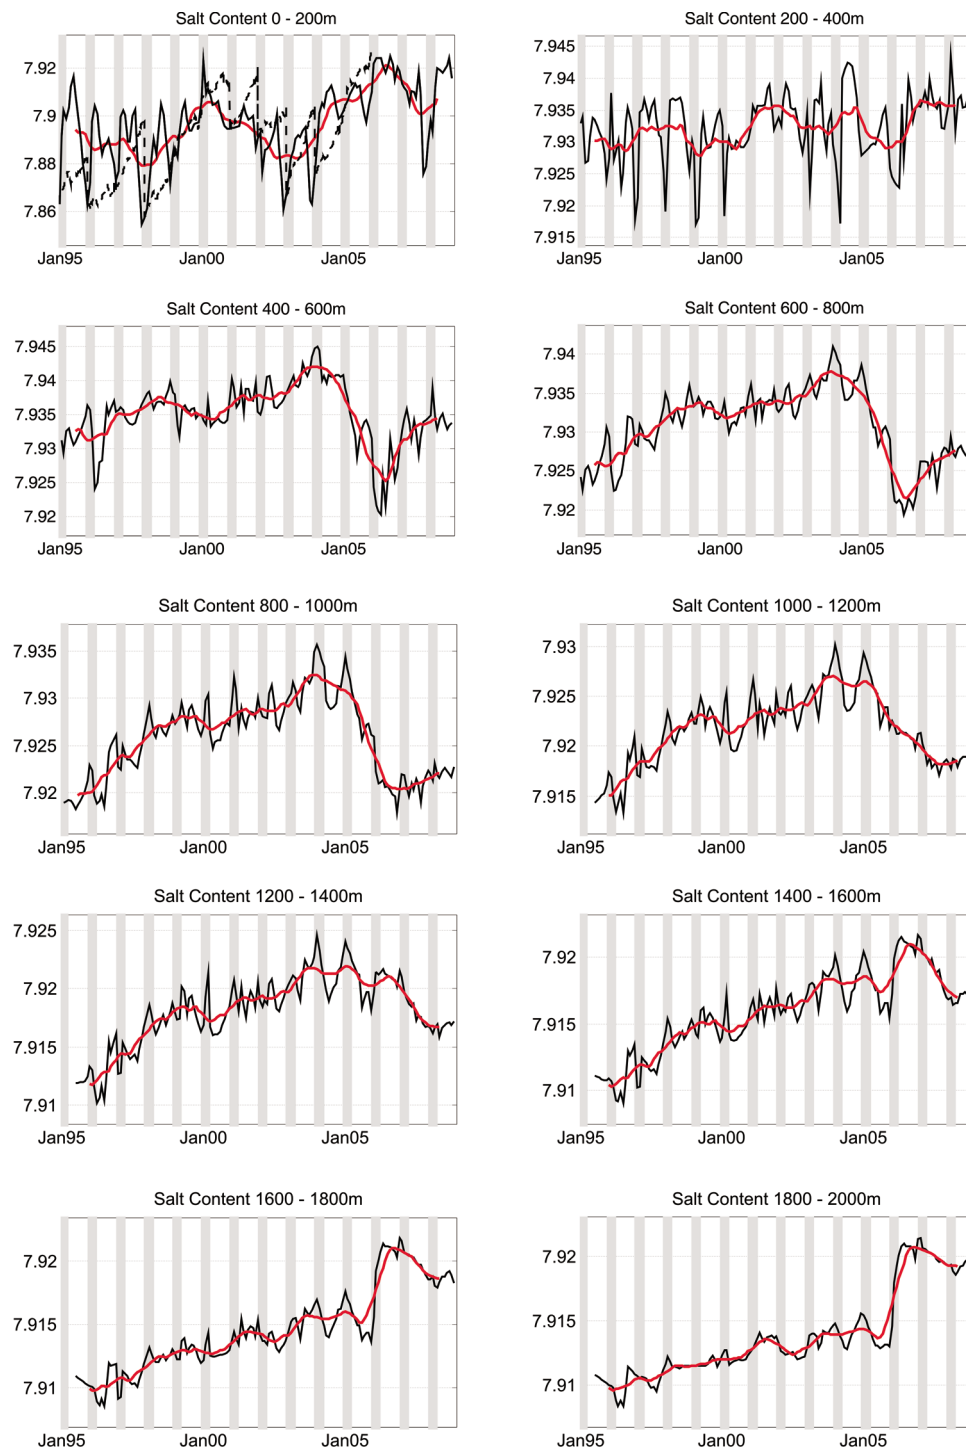 Salt Content 0 - 200m
7.92
7.9
7.88
7.86
Jan95 Jan00 Jan05
Salt Content 200 - 400m
7.945
7.94
7.935
7.93
7.925
7.92
7.915
Jan95 Jan00 Jan05
Salt Content 400 - 600m
7.945
7.94
7.935
7.93
7.925
7.92
Jan95 Jan00 Jan05
Salt Content 600 - 800m
7.94
7.935
7.93
7.925
7.92
Jan95 Jan00 Jan05
Salt Content 800 - 1000m
7.935
7.93
7.925
7.92
Jan95 Jan00 Jan05
Salt Content 1000 - 1200m
7.93
7.925
7.92
7.915
Jan95 Jan00 Jan05
Salt Content 1200 - 1400m
7.925
7.92
7.915
7.91
Jan95 Jan00 Jan05
Salt Content 1400 - 1600m
7.92
7.915
7.91
Jan95 Jan00 Jan05
Salt Content 1600 - 1800m
7.92
7.915
7.91
Jan95 Jan00 Jan05
Salt Content 1800 - 2000m
7.92
7.915
7.91
Jan95 Jan00 Jan05